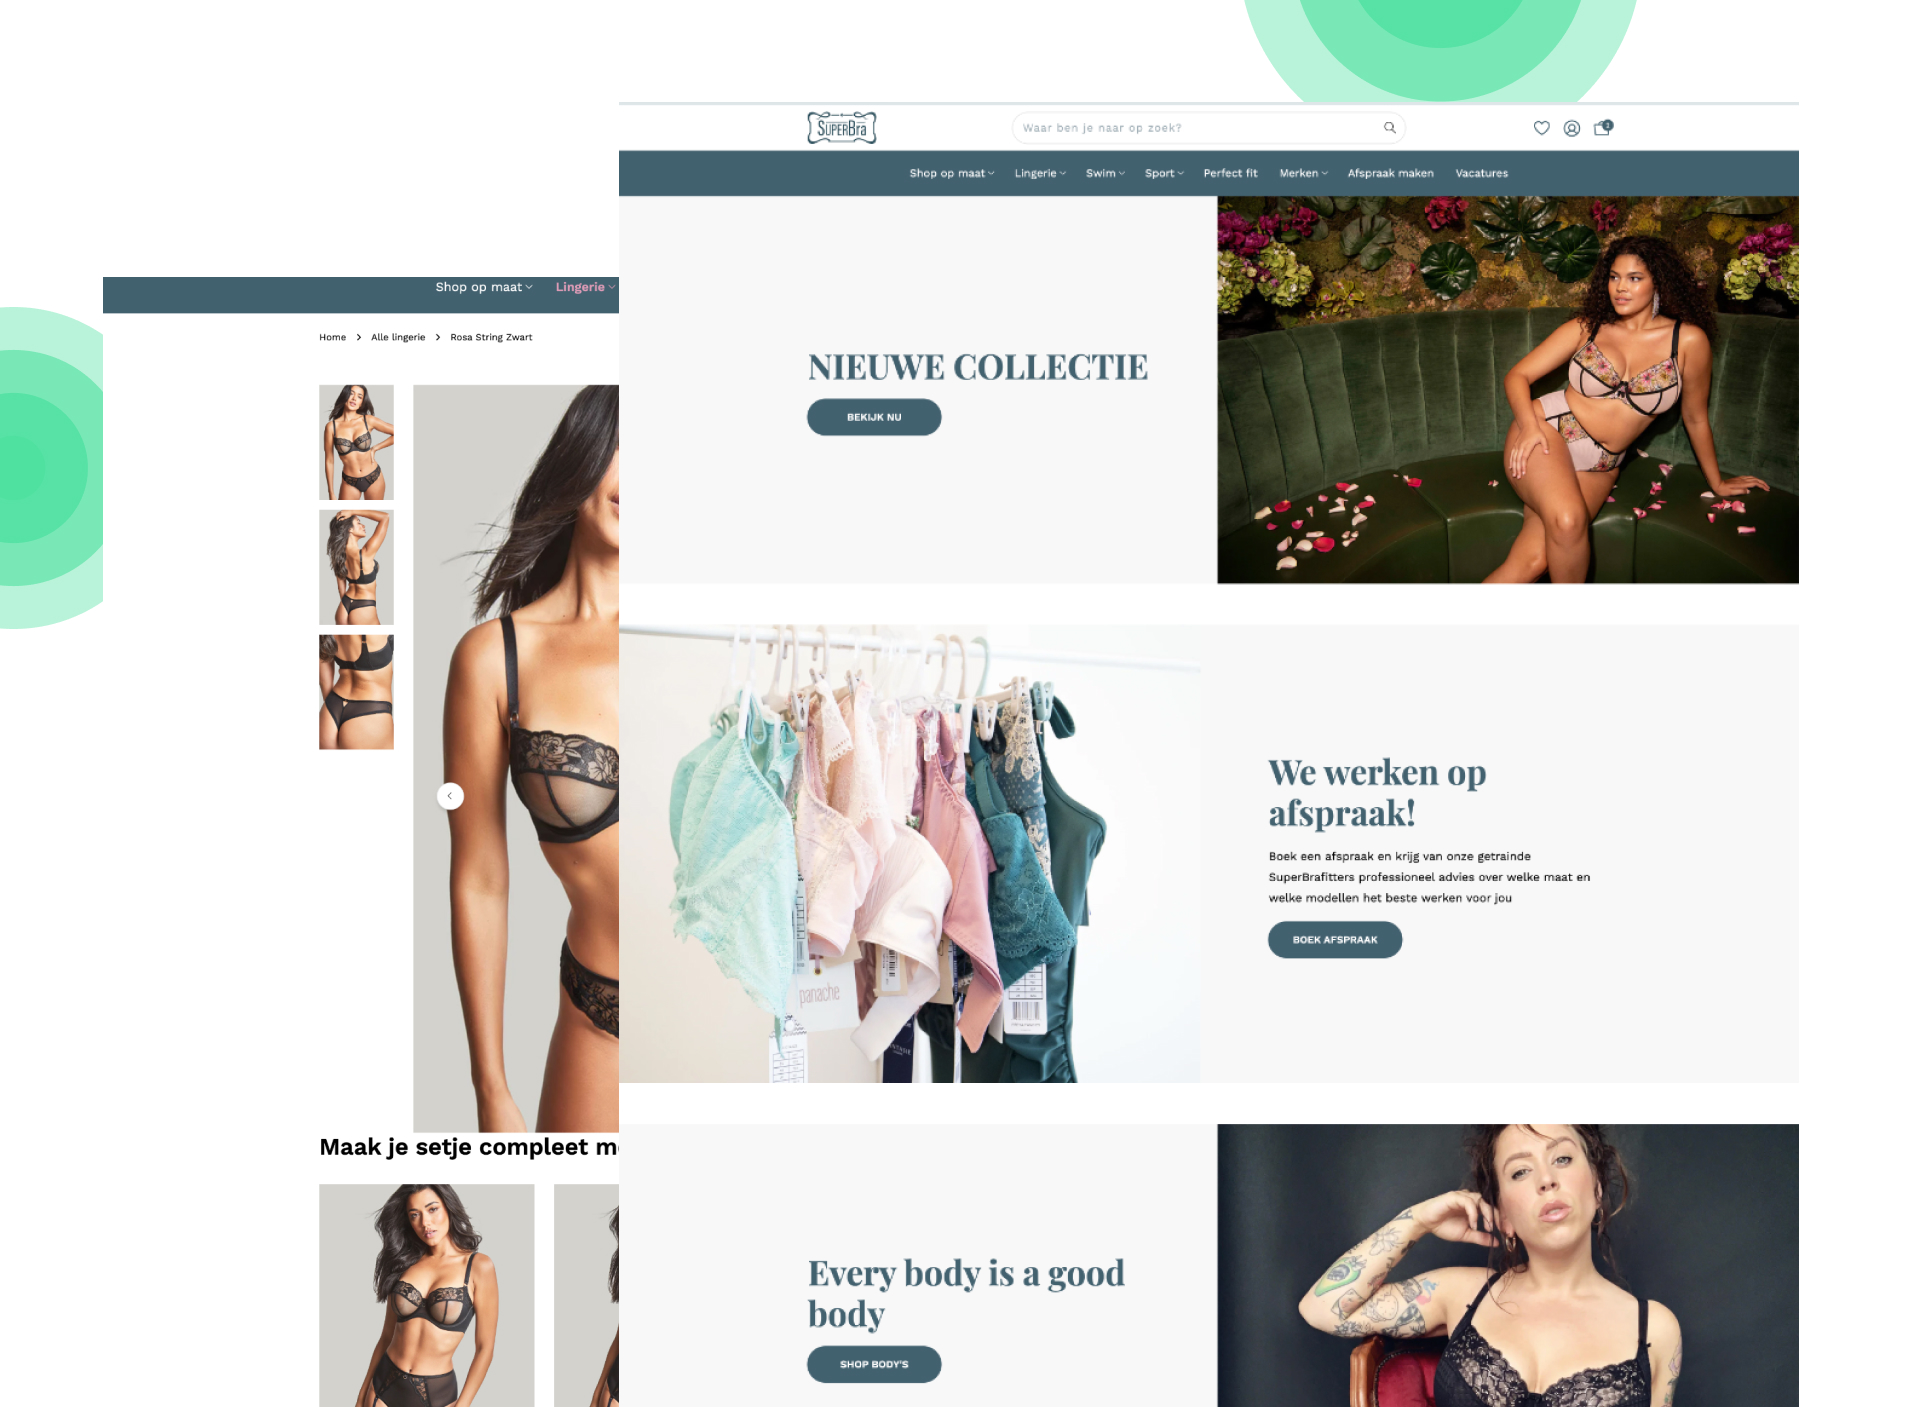 SUPERBra
Waar ben je naar op zoek?
Shop op maat Lingerie Swim Sport Perfect fit Merken Afspraak maken Vacatures
Shop op maat Lingerie
Home > Alle lingerie > Rosa String Zwart
NIEUWE COLLECTIE
BEKIJK NU
panache
We werken op
afspraak!
Boek een afspraak en krijg van onze getrainde
SuperBrafitters professioneel advies over welke maat en
welke modellen het beste werken voor jou
BOEK AFSPRAAK
Maak je setje compleet m
Every body is a good
body
SHOP BODY'S